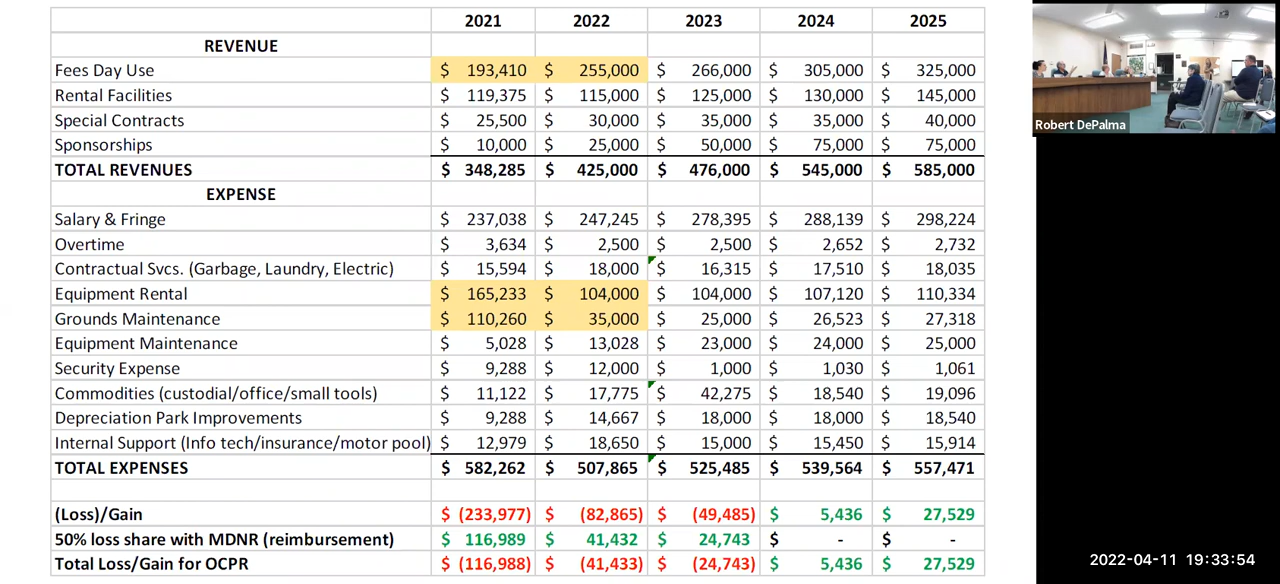 2021 2022 2023 2024 2025
REVENUE
Fees Day Use $ 193,410 $ 255,000 $ 266,000 $ 305,000 $ 325,000
Rental Facilities $ 119,375 $ 115,000 $ 125,000 $ 130,000 $ 145,000
Special Contracts $ 25,500 $ 30,000 $ 35,000 $ 35,000 $ 40,000
Sponsorships $ 10,000 $ 25,000 $ 50,000 $ 75,000 $ 75,000
TOTAL REVENUES $ 348,285 $ 425,000 $ 476,000 $ 545,000 $ 585,000
EXPENSE
Salary & Fringe $ 237,038 $ 247,245 $ 278,395 $ 288,139 $ 298,224
Overtime $ 3,634 $ 2,500 $ 2,500 $ 2,652 $ 2,732
Contractual Svcs. (Garbage, Laundry, Electric) $ 15,594 $ 18,000 $ 16,315 $ 17,510 $ 18,035
Equipment Rental $ 165,233 $ 104,000 $ 104,000 $ 107,120 $ 110,334
Grounds Maintenance $ 110,260 $ 35,000 $ 25,000 $ 26,523 $ 27,318
Equipment Maintenance $ 5,028 $ 13,028 $ 23,000 $ 24,000 $ 25,000
Security Expense $ 9,288 $ 12,000 $ 1,000 $ 1,030 $ 1,061
Commodities (custodial/office/small tools) $ 11,122 $ 17,775 $ 42,275 $ 18,540 $ 19,096
Depreciation Park Improvements $ 9,288 $ 14,667 $ 18,000 $ 18,000 $ 18,540
Internal Support (Info tech/insurance/motor pool) $ 12,979 $ 18,650 $ 15,000 $ 15,450 $ 15,914
TOTAL EXPENSES $ 582,262 $ 507,865 $ 525,485 $ 539,564 $ 557,471
(Loss)/Gain $ (233,977) $ (82,865) $ (49,485) $ 5,436 $ 27,529
50% loss share with MDNR (reimbursement) $ 116,989 $ 41,432 $ 24,743 $ - $ -
Total Loss/Gain for OCPR $ (116,988) $ (41,433) $ (24,743) $ 5,436 $ 27,529
Robert DePalma
2022-04-11 19:33:54